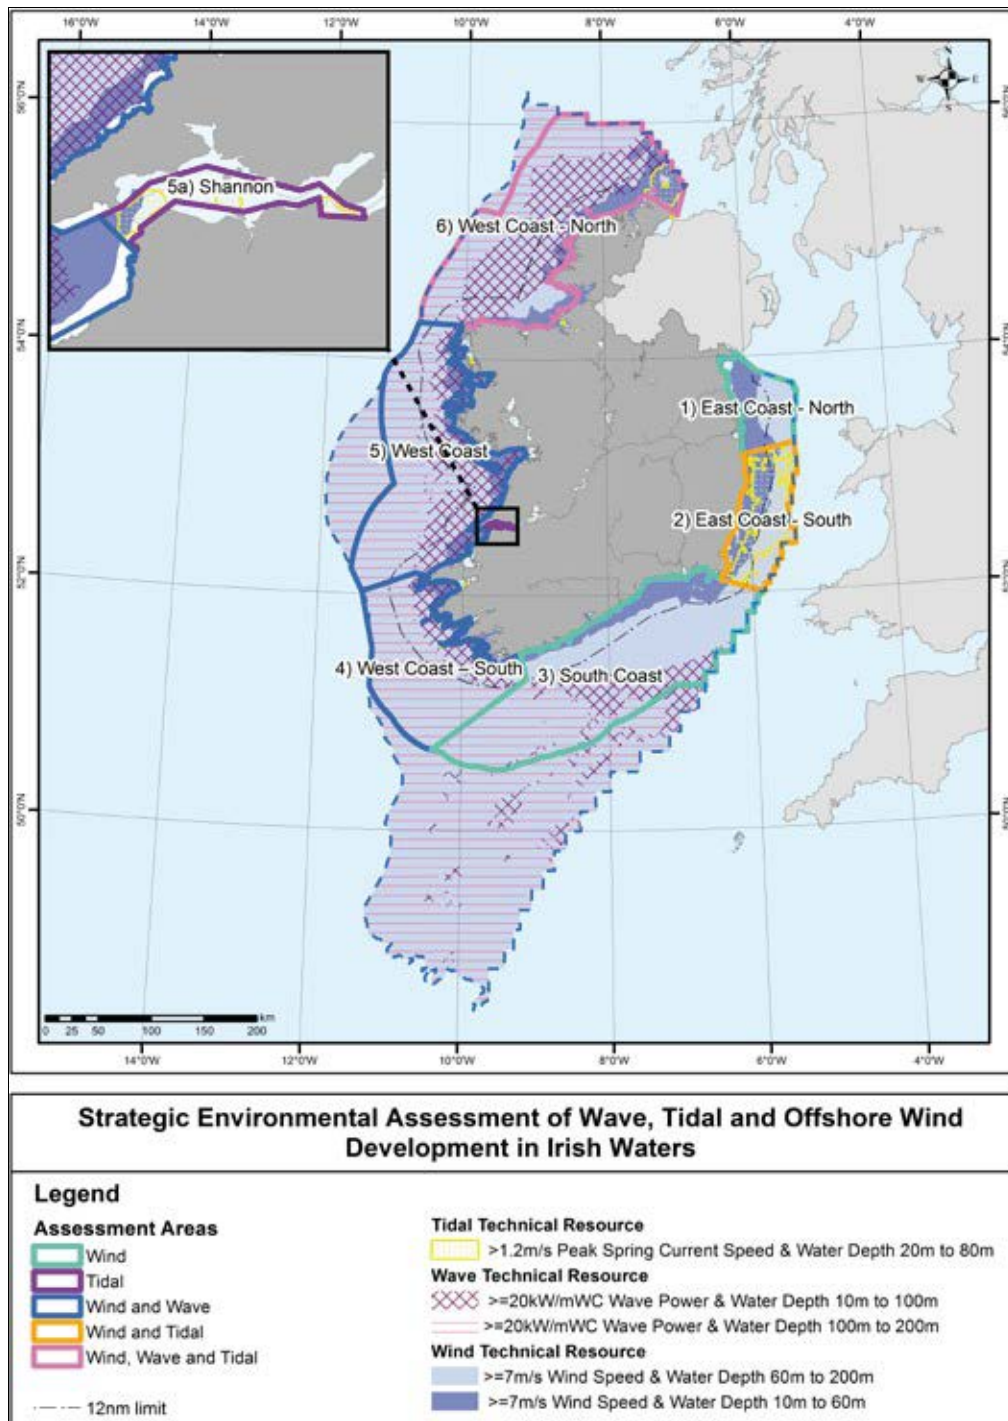 16°0'W 14°0'W 12°0'W 10°0'W 8°0'W 6°0'W 4°0'W
N
W E
S
5a) Shannon
6) West Coast - North
1) East Coast - North
5) West Coast
2) East Coast - South
4) West Coast – South
3) South Coast
54°0'N
52°0'N
50°0'N
km
0 25 50 100 150 200
14°0'W 12°0'W 10°0'W 8°0'W 6°0'W 4°0'W
Strategic Environmental Assessment of Wave, Tidal and Offshore Wind
Development in Irish Waters
Legend
Assessment Areas
Wind
Tidal
Wind and Wave
Wind and Tidal
Wind, Wave and Tidal
12nm limit
Tidal Technical Resource
>1.2m/s Peak Spring Current Speed & Water Depth 20m to 80m
Wave Technical Resource
>=20kW/mWC Wave Power & Water Depth 10m to 100m
>=20kW/mWC Wave Power & Water Depth 100m to 200m
Wind Technical Resource
>=7m/s Wind Speed & Water Depth 60m to 200m
>=7m/s Wind Speed & Water Depth 10m to 60m